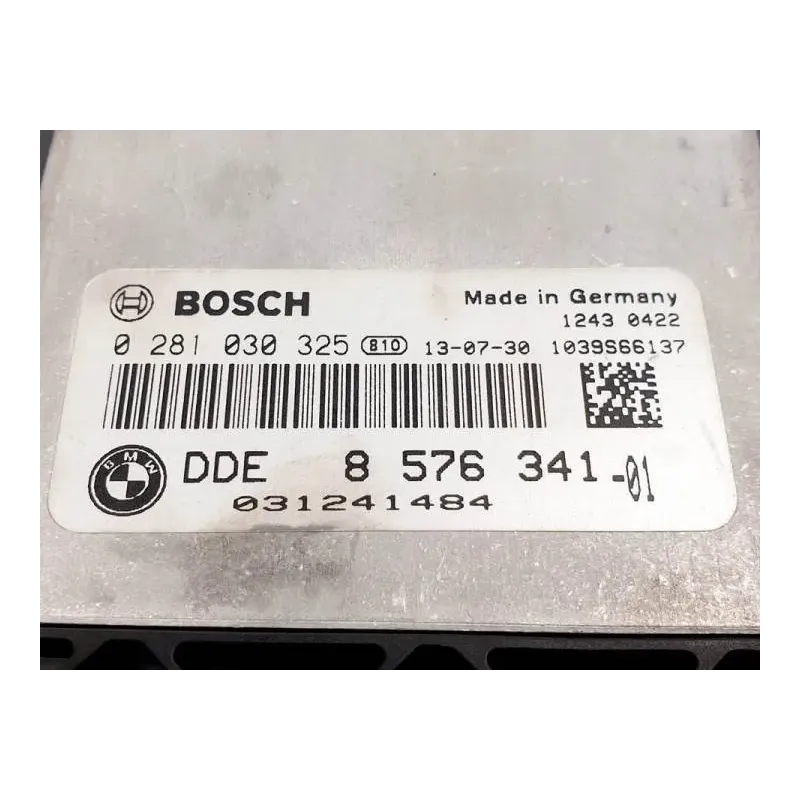 BOSCH Made in Germany
1243 0422
0 281 030 325 810 13-07-30 1039S66137
BMW DDE 8 576 341-01
031241484